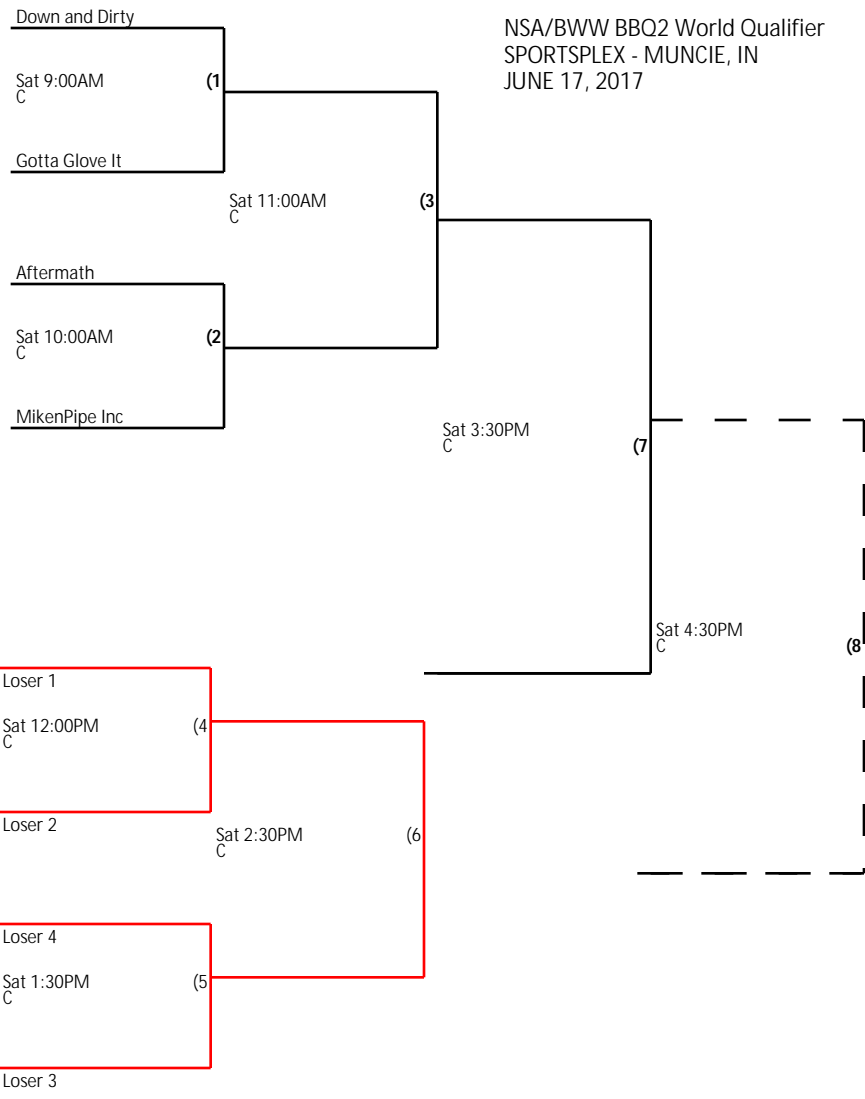 Down and Dirty
NSA/BWW BBQ2 World Qualifier
SPORTSPLEX - MUNCIE, IN
JUNE 17, 2017
Sat 9:00AM
C
(1
Gotta Glove It
Sat 11:00AM
C
(3
Aftermath
Sat 10:00AM
C
(2
MikenPipe Inc
Sat 3:30PM
C
(7
Sat 4:30PM
C
(8
Loser 1
Sat 12:00PM
C
(4
Loser 2
Sat 2:30PM
C
(6
Loser 4
Sat 1:30PM
C
(5
Loser 3